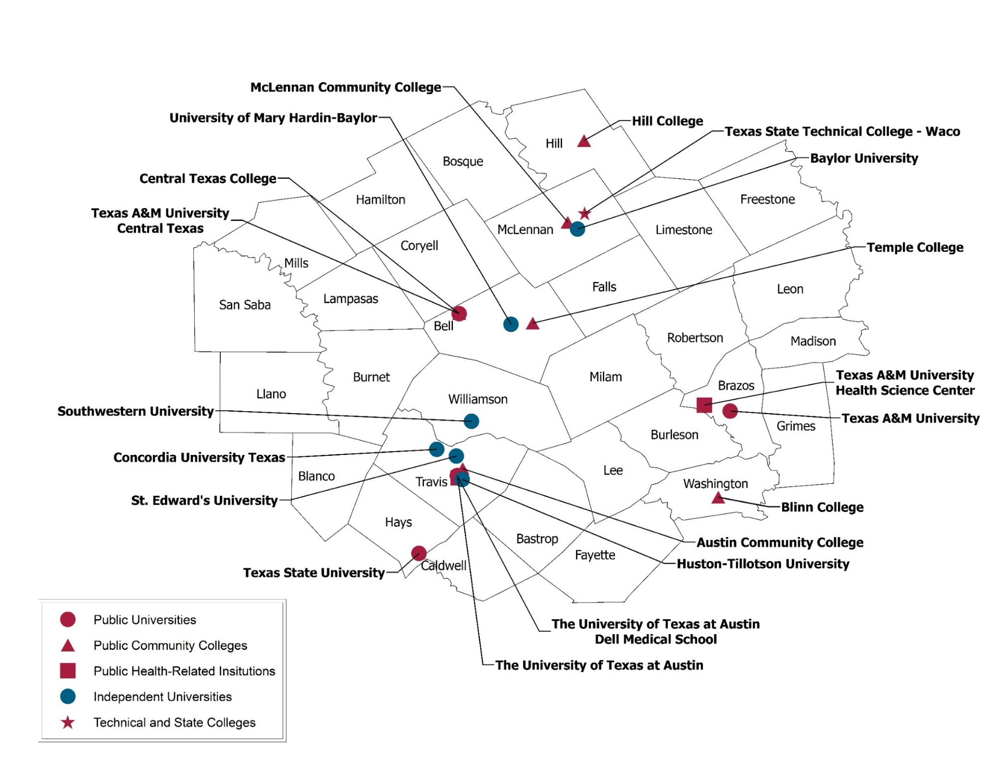 McLennan Community College
University of Mary Hardin-Baylor
Hill College
Texas State Technical College - Waco
Hill
Baylor University
Bosque
Central Texas College
Hamilton
Freestone
Texas A&M University
Central Texas
McLennan
Limestone
Coryell
Temple College
Mills
Falls
Leon
San Saba
Lampasas
Bell
Robertson
Madison
Burnet
Milam
Texas A&M University
Health Science Center
Brazos
Llano
Williamson
Southwestern University
Texas A&M University
Grimes
Burleson
Concordia University Texas
Blanco
Lee
Travis
Washington
St. Edward's University
Blinn College
Hays
Bastrop
Austin Community College
Fayette
Huston-Tillotson University
Caldwell
Texas State University
The University of Texas at Austin
Dell Medical School
The University of Texas at Austin
Public Universities
Public Community Colleges
Public Health-Related Insitutions
Independent Universities
Technical and State Colleges